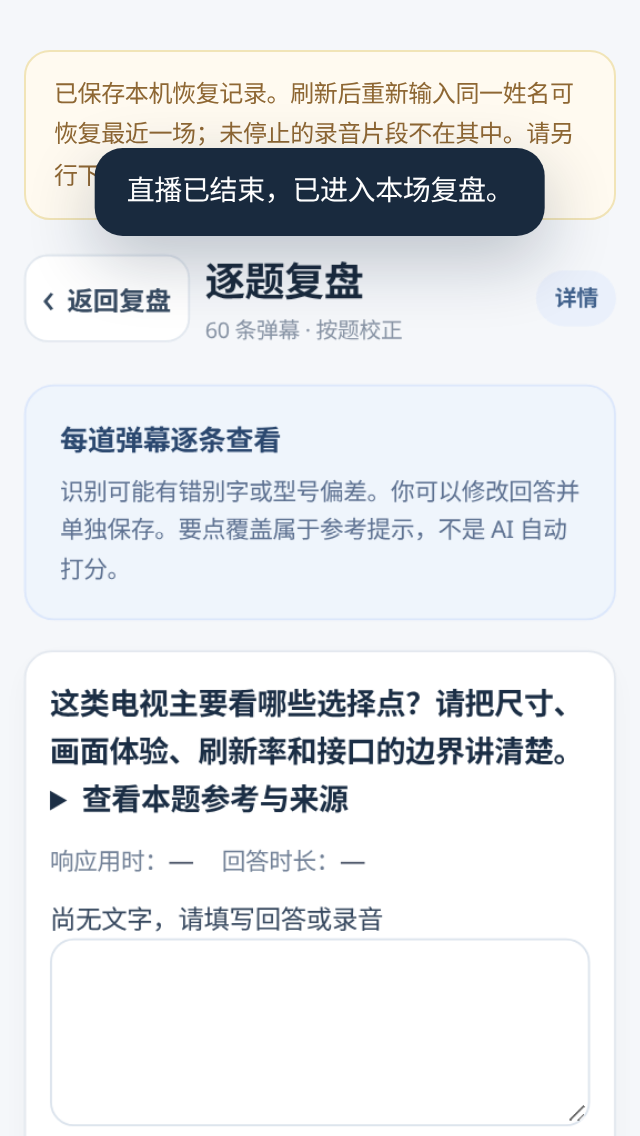 已保存本机恢复记录。刷新后重新输入同一姓名可
恢复最近一场；未停止的录音片段不在其中。请另
行下
直播已结束，已进入本场复盘。
‹ 返回复盘
逐题复盘
60 条弹幕 · 按题校正
详情
每道弹幕逐条查看
识别可能有错别字或型号偏差。你可以修改回答并
单独保存。要点覆盖属于参考提示，不是 AI 自动
打分。
这类电视主要看哪些选择点？请把尺寸、
画面体验、刷新率和接口的边界讲清楚。
▶ 查看本题参考与来源
响应用时：— 回答时长：—
尚无文字，请填写回答或录音